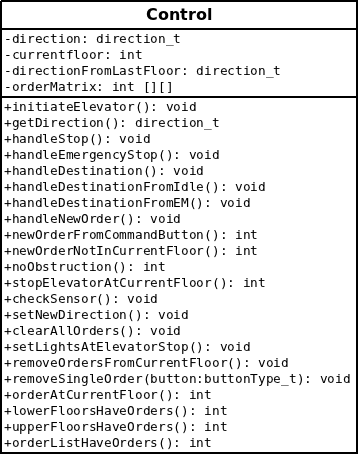 Control
-direction: direction_t
-currentfloor: int
-directionFromLastFloor: direction_t
-orderMatrix: int [][]
+initiateElevator(): void
+getDirection(): direction_t
+handleStop(): void
+handleEmergencyStop(): void
+handleDestination(): void
+handleDestinationFromIdle(): void
+handleDestinationFromEM(): void
+handleNewOrder(): void
+newOrderFromCommandButton(): int
+newOrderNotInCurrentFloor(): int
+noObstruction(): int
+stopElevatorAtCurrentFloor(): int
+checkSensor(): void
+setNewDirection(): void
+clearAllOrders(): void
+setLightsAtElevatorStop(): void
+removeOrdersFromCurrentFloor(): void
+removeSingleOrder(button:buttonType_t): void
+orderAtCurrentFloor(): int
+lowerFloorsHaveOrders(): int
+upperFloorsHaveOrders(): int
+orderListHaveOrders(): int